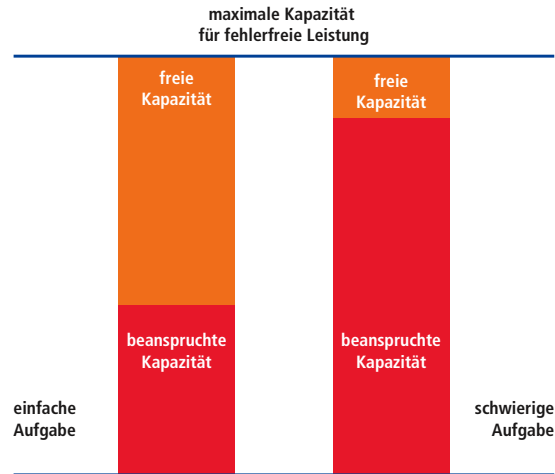 maximale Kapazität
für fehlerfreie Leistung
freie
Kapazität
freie
Kapazität
beanspruchte
Kapazität
beanspruchte
Kapazität
einfache
Aufgabe
schwierige
Aufgabe